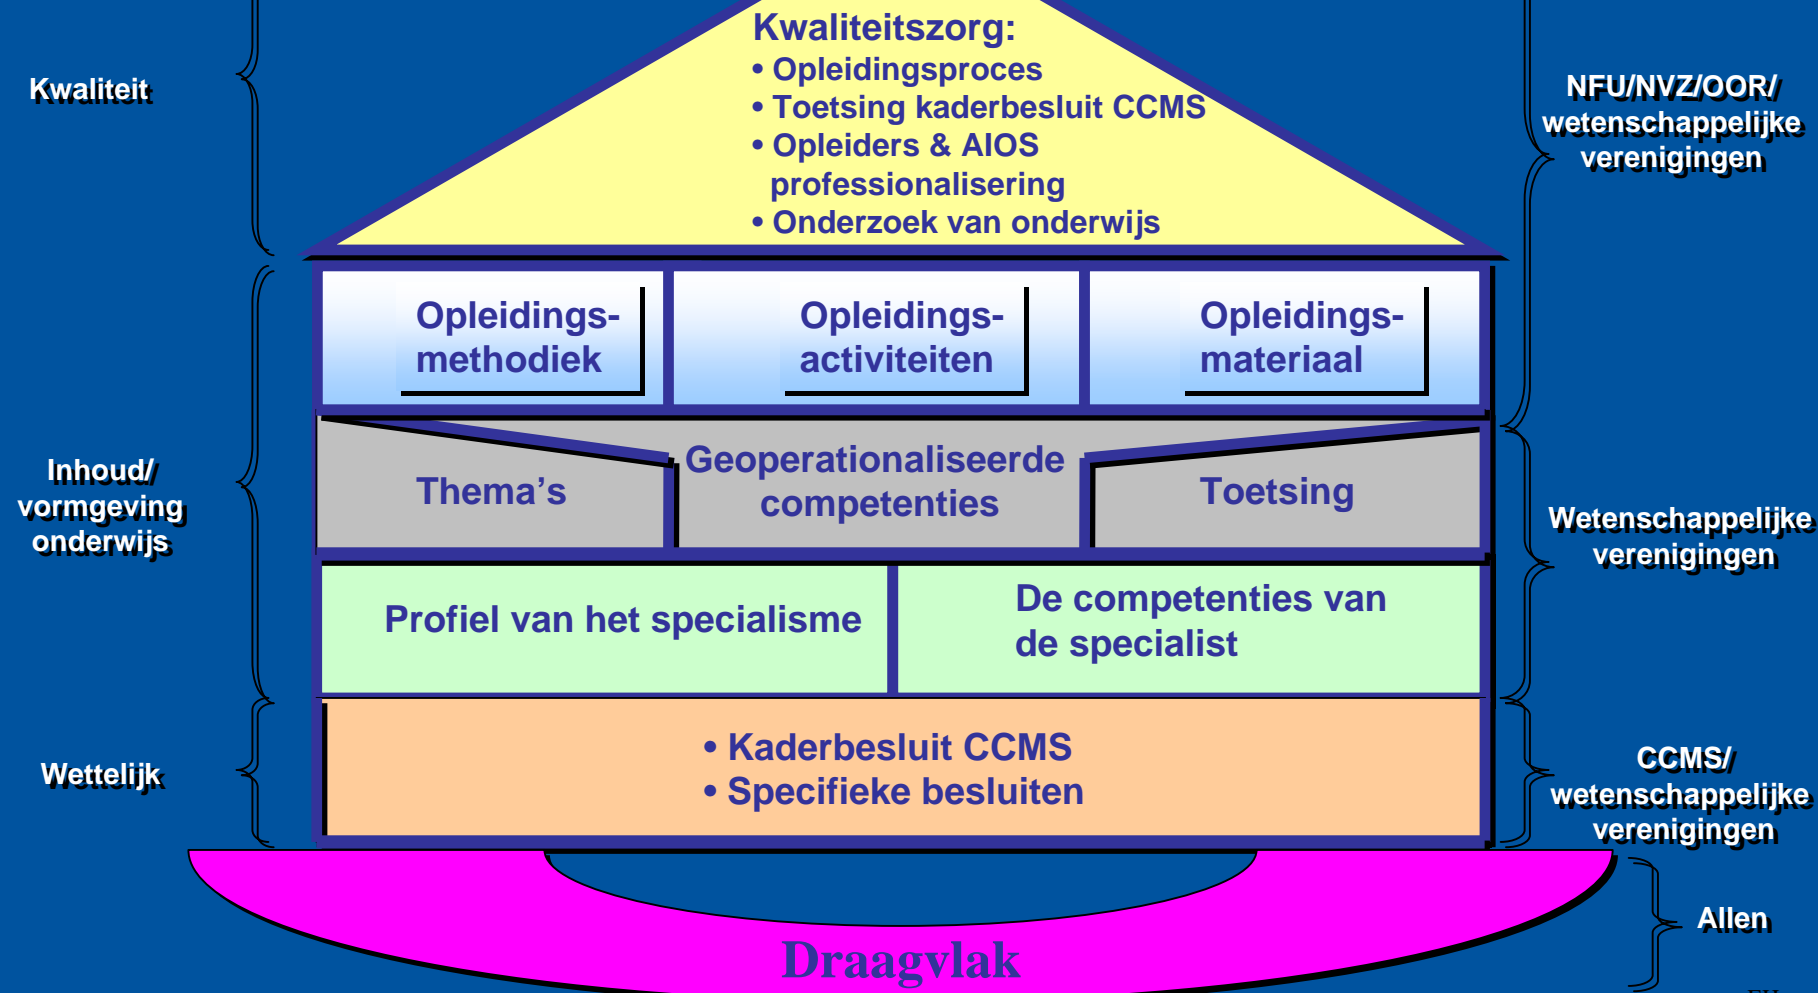 Kwaliteit
Kwaliteitszorg:
• Opleidingsproces
• Toetsing kaderbesluit CCMS
• Opleiders & AIOS
professionalisering
• Onderzoek van onderwijs
NFU/NVZ/OOR/
wetenschappelijke
verenigingen
Opleidings-
methodiek
Opleidings-
activiteiten
Opleidings-
materiaal
Inhoud/
vormgeving
onderwijs
Thema's
Geoperationaliseerde
competenties
Toetsing
Wetenschappelijke
verenigingen
Profiel van het specialisme
De competenties van
de specialist
Wettelijk
• Kaderbesluit CCMS
• Specifieke besluiten
CCMS/
wetenschappelijke
verenigingen
Draagvlak
Allen